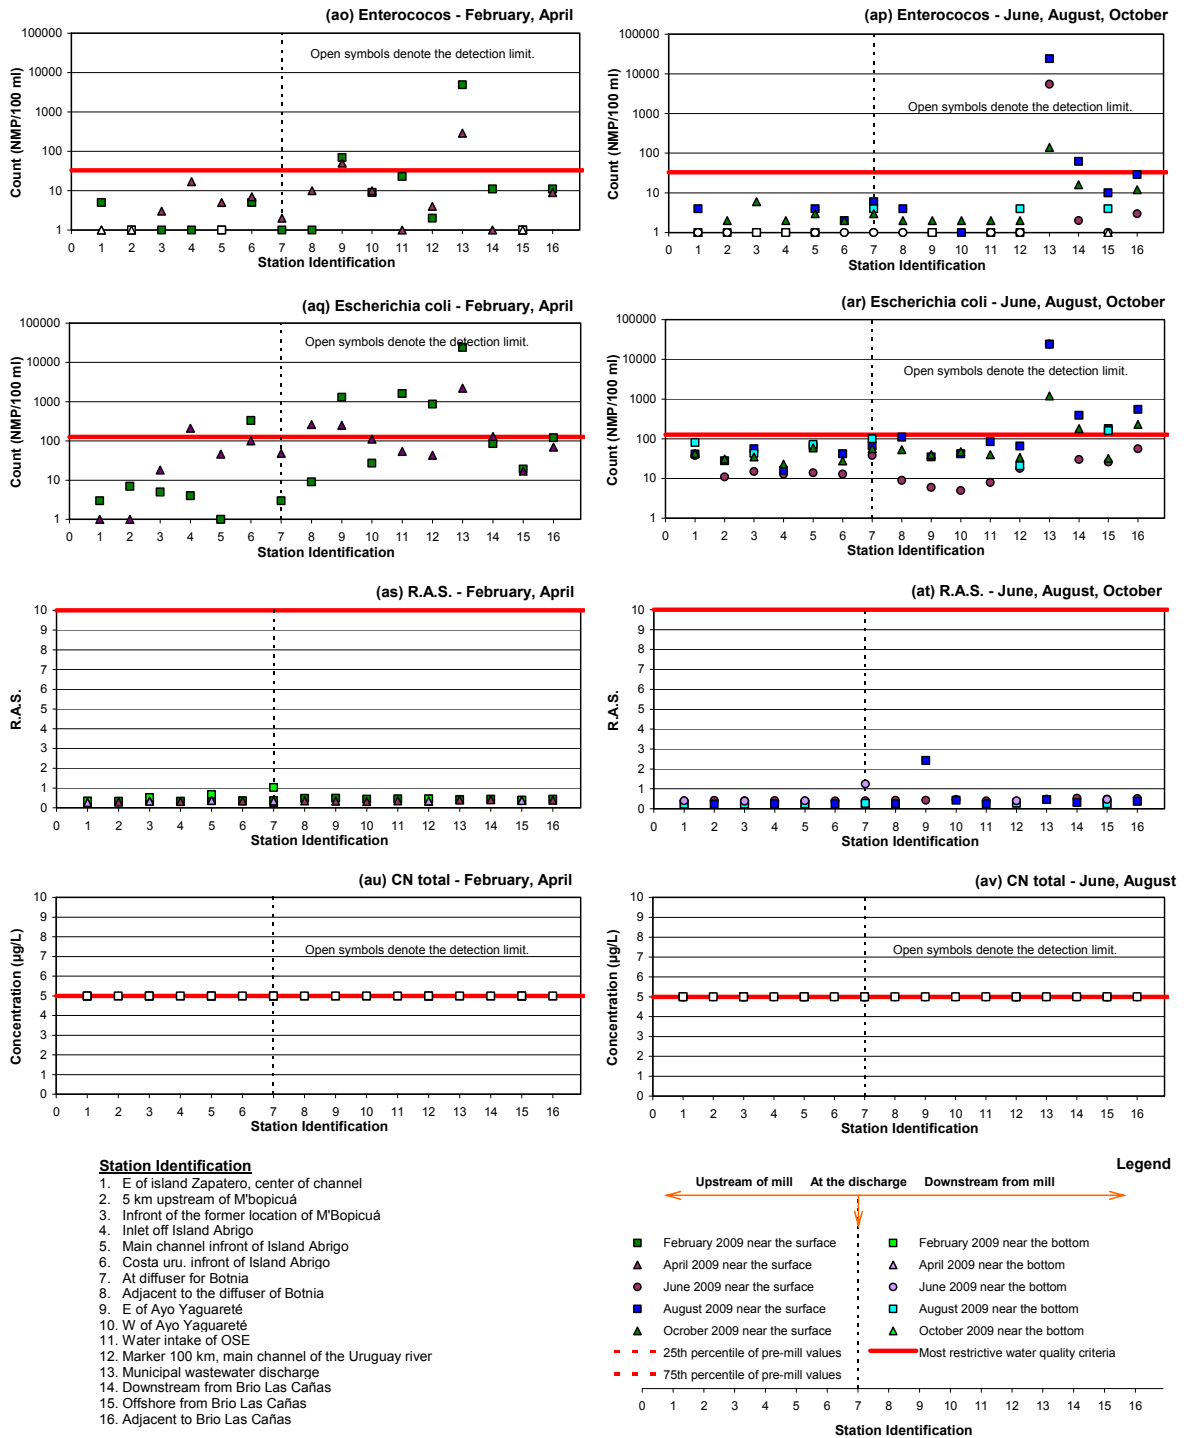 (ao) Enterococos - February, April
Count (NMP/100 ml)
100000
10000
1000
100
10
1
Open symbols denote the detection limit.
0 1 2 3 4 5 6 7 8 9 10 11 12 13 14 15 16
Station Identification
(ap) Enterococos - June, August, October
Count (NMP/100 ml)
100000
10000
1000
100
10
1
Open symbols denote the detection limit.
0 1 2 3 4 5 6 7 8 9 10 11 12 13 14 15 16
Station Identification
(aq) Escherichia coli - February, April
Count (NMP/100 ml)
100000
10000
1000
100
10
1
Open symbols denote the detection limit.
0 1 2 3 4 5 6 7 8 9 10 11 12 13 14 15 16
Station Identification
(ar) Escherichia coli - June, August, October
Count (NMP/100 ml)
100000
10000
1000
100
10
1
Open symbols denote the detection limit.
0 1 2 3 4 5 6 7 8 9 10 11 12 13 14 15 16
Station Identification
(as) R.A.S. - February, April
R.A.S.
10
9
8
7
6
5
4
3
2
1
0
0 1 2 3 4 5 6 7 8 9 10 11 12 13 14 15 16
Station Identification
(at) R.A.S. - June, August, October
R.A.S.
10
9
8
7
6
5
4
3
2
1
0
0 1 2 3 4 5 6 7 8 9 10 11 12 13 14 15 16
Station Identification
(au) CN total - February, April
Concentration (µg/L)
10
9
8
7
6
5
4
3
2
1
0
Open symbols denote the detection limit.
0 1 2 3 4 5 6 7 8 9 10 11 12 13 14 15 16
Station Identification
(av) CN total - June, August
Concentration (µg/L)
10
9
8
7
6
5
4
3
2
1
0
Open symbols denote the detection limit.
0 1 2 3 4 5 6 7 8 9 10 11 12 13 14 15 16
Station Identification
Station Identification
1. E of island Zapatero, center of channel
2. 5 km upstream of M'bopicuá
3. Infront of the former location of M'Bopicuá
4. Inlet off Island Abrigo
5. Main channel infront of Island Abrigo
6. Costa uru. infront of Island Abrigo
7. At diffuser for Botnia
8. Adjacent to the diffuser of Botnia
9. E of Ayo Yaguareté
10. W of Ayo Yaguareté
11. Water intake of OSE
12. Marker 100 km, main channel of the Uruguay river
13. Municipal wastewater discharge
14. Downstream from Brio Las Cañas
15. Offshore from Brio Las Cañas
16. Adjacent to Brio Las Cañas
Legend
Upstream of mill At the discharge Downstream from mill
February 2009 near the surface
April 2009 near the surface
June 2009 near the surface
August 2009 near the surface
Ocrober 2009 near the surface
25th percentile of pre-mill values
75th percentile of pre-mill values
February 2009 near the bottom
April 2009 near the bottom
June 2009 near the bottom
August 2009 near the bottom
October 2009 near the bottom
Most restrictive water quality criteria
0 1 2 3 4 5 6 7 8 9 10 11 12 13 14 15 16
Station Identification